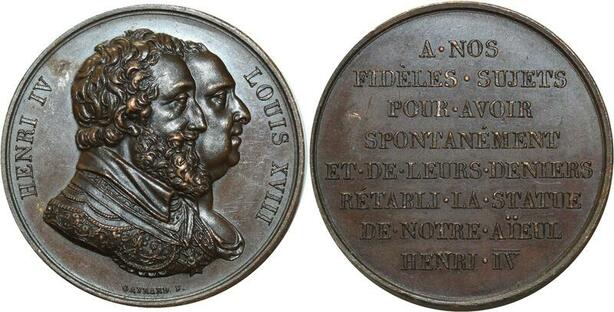 HENRI IV
LOUIS XVIII
GAYRARD F.
A·NOS
FIDÈLES·SUJETS
POUR·AVOIR
SPONTANÉMENT
ET·DE·LEURS·DENIERS
RÉTABLI·LA·STATUE
DE·NOTRE·AÏEUL
HENRI·IV